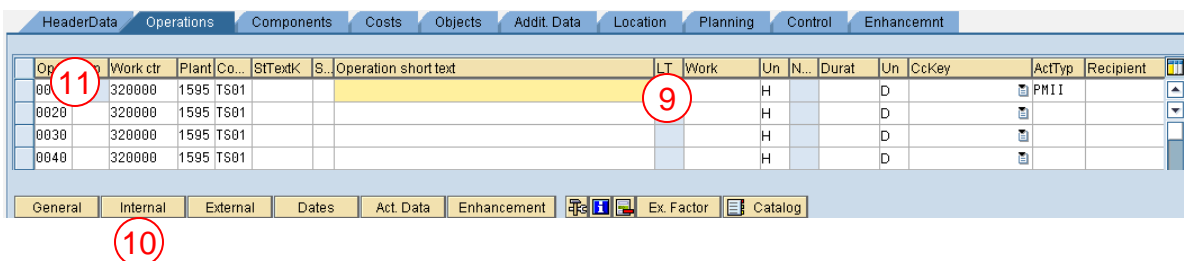 HeaderData Operations Components Costs Objects Addit. Data Location Planning Control Enhancemnt
Work ctr Plant Co... StTextK S.. Operation short text LT Work Un N... Durat Un CcKey ActTyp Recipient
11 320000 1595 TS01 9 H D PMII
0020 320000 1595 TS01 H D
0030 320000 1595 TS01 H D
0040 320000 1595 TS01 H D
General Internal External Dates Act. Data Enhancement Ex. Factor Catalog
10